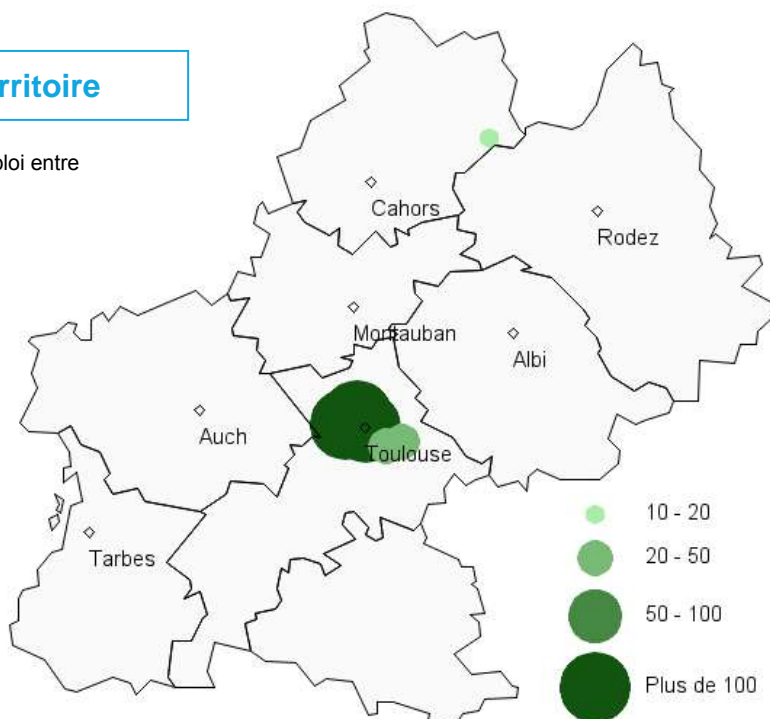 rritoire
loi entre
Cahors
Rodez
Montauban
Albi
Auch
Toulouse
Tarbes
10 - 20
20 - 50
50 - 100
Plus de 100